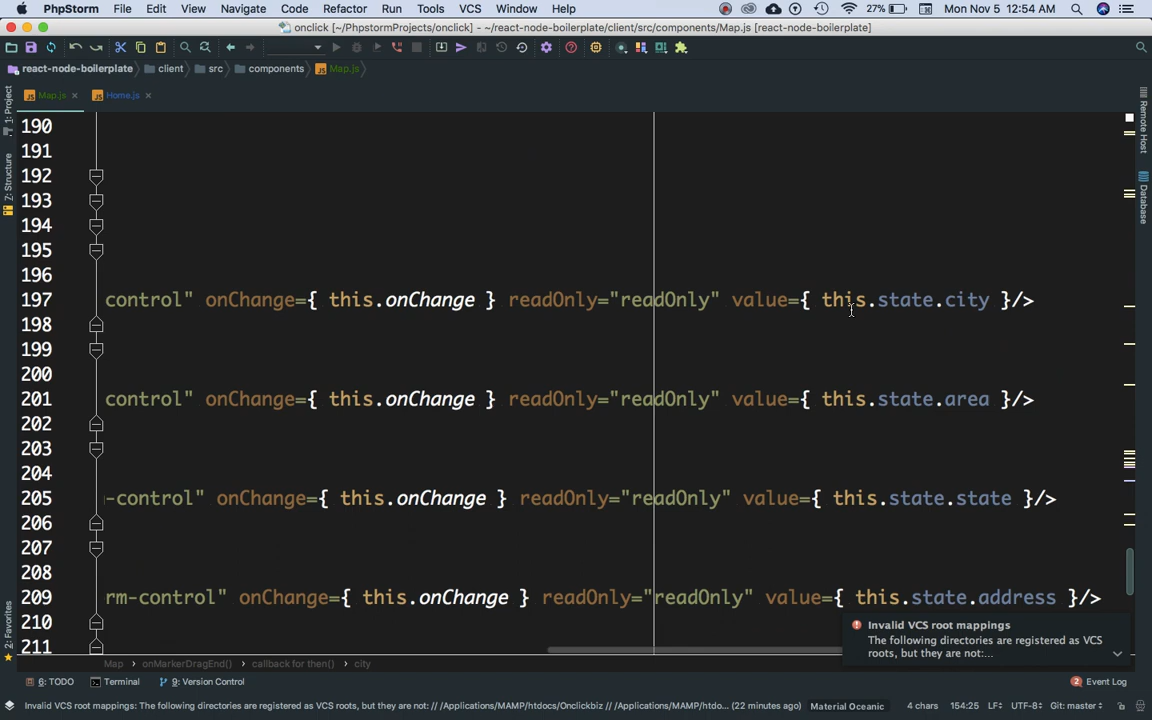 PhpStorm File Edit View Navigate Code Refactor Run Tools VCS Window Help 27% Mon Nov 5 12:54 AM
onclick [~/PhpstormProjects/onclick] - ~/react-node-boilerplate/client/src/components/Map.js [react-node-boilerplate]
react-node-boilerplate client src components Map.js
Map.js Home.js
1: Project
Z: Structure
2: Favorites
Remote Host
Database
190
191
192
193
194
195
196
197 control" onChange={ this.onChange } readOnly="readOnly" value={ this.state.city }/>
198
199
200
201 control" onChange={ this.onChange } readOnly="readOnly" value={ this.state.area }/>
202
203
204
205 -control" onChange={ this.onChange } readOnly="readOnly" value={ this.state.state }/>
206
207
208
209 rm-control" onChange={ this.onChange } readOnly="readOnly" value={ this.state.address }/>
210
211
Invalid VCS root mappings
The following directories are registered as VCS
roots, but they are not:...
Map onMarkerDragEnd() callback for then() city
6: TODO Terminal 9: Version Control 2 Event Log
Invalid VCS root mappings: The following directories are registered as VCS roots, but they are not: // /Applications/MAMP/htdocs/Onclickbiz // /Applications/MAMP/htdo... (22 minutes ago) Material Oceanic 4 chars 154:25 LF UTF-8 Git: master